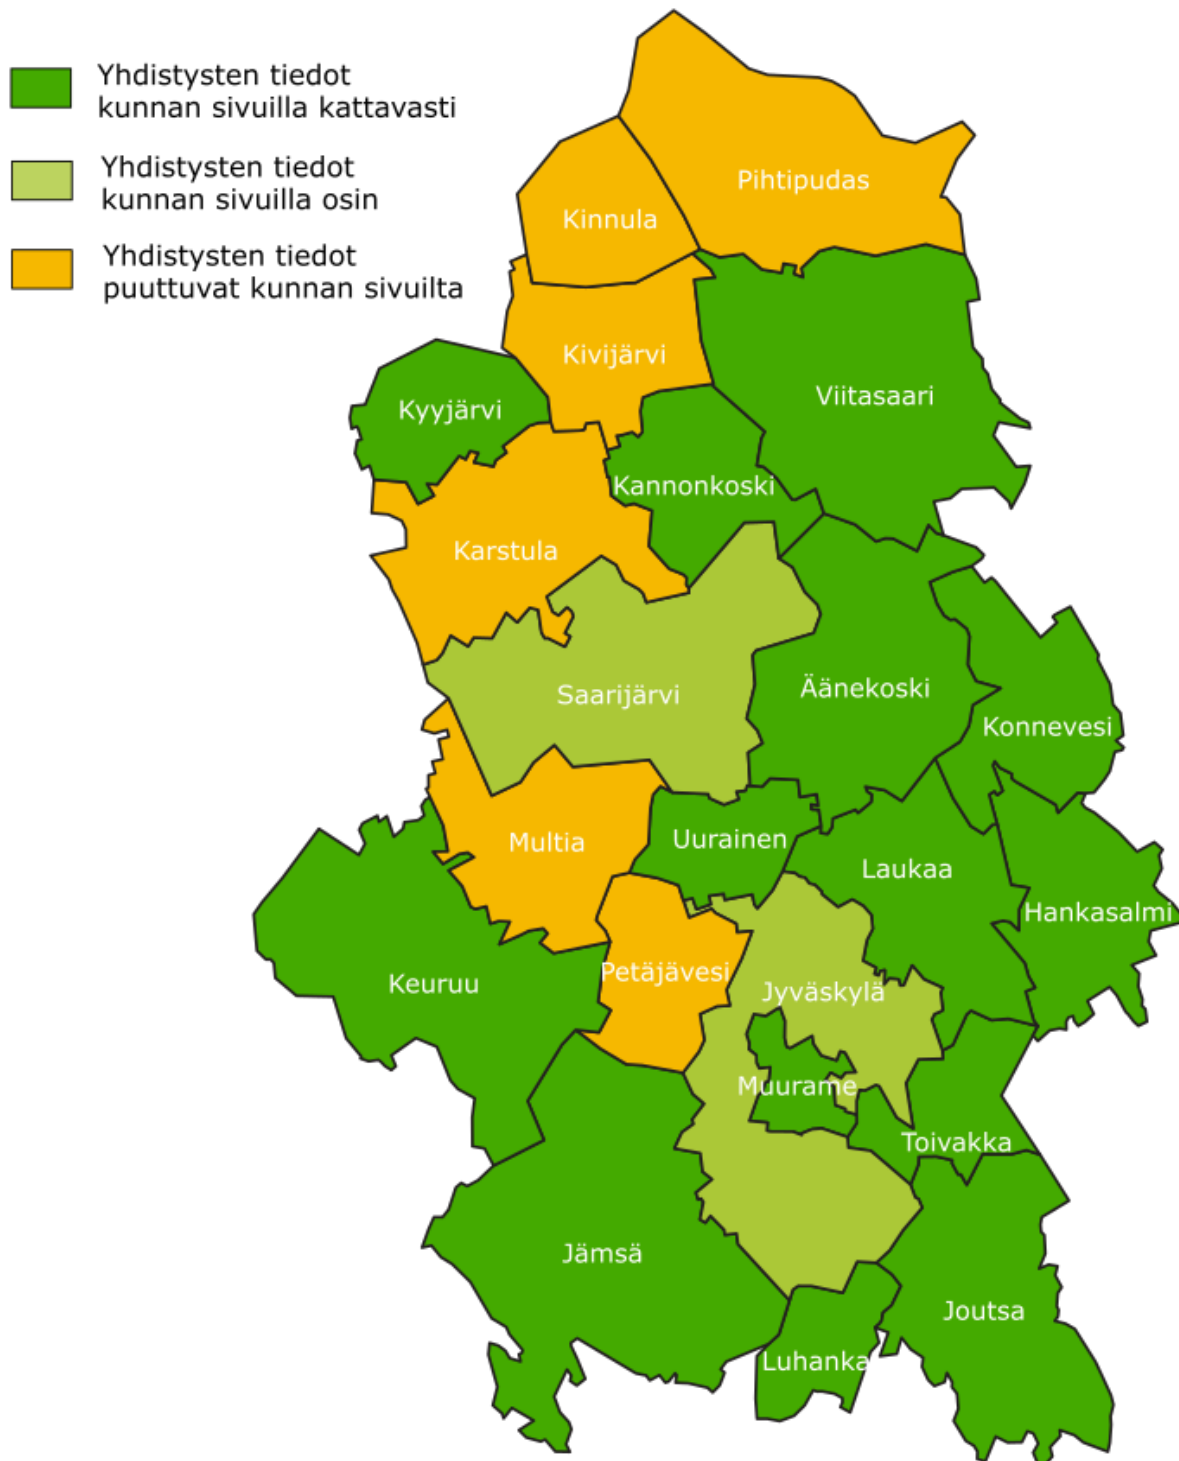 Yhdistysten tiedot
kunnan sivuilla kattavasti
Yhdistysten tiedot
kunnan sivuilla osin
Yhdistysten tiedot
puuttuvat kunnan sivuilta
Pihtipudas
Kinnula
Kivijärvi
Viitasaari
Kyyjärvi
Kannonkoski
Karstula
Saarijärvi
Äänekoski
Konnevesi
Multia
Uurainen
Laukaa
Hankasalmi
Keuruu
Petäjävesi
Jyväskylä
Muurame
Toivakka
Jämsä
Joutsa
Luhanka